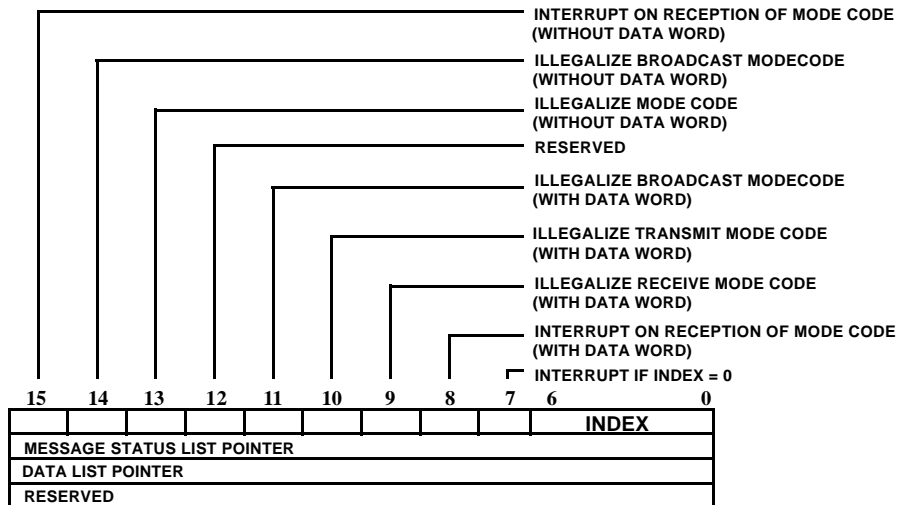 INTERRUPT ON RECEPTION OF MODE CODE
(WITHOUT DATA WORD)
ILLEGALIZE BROADCAST MODECODE
(WITHOUT DATA WORD)
ILLEGALIZE MODE CODE
(WITHOUT DATA WORD)
RESERVED
ILLEGALIZE BROADCAST MODECODE
(WITH DATA WORD)
ILLEGALIZE TRANSMIT MODE CODE
(WITH DATA WORD)
ILLEGALIZE RECEIVE MODE CODE
(WITH DATA WORD)
INTERRUPT ON RECEPTION OF MODE CODE
(WITH DATA WORD)
INTERRUPT IF INDEX = 0
15 14 13 12 11 10 9 8 7 6 0
INDEX
MESSAGE STATUS LIST POINTER
DATA LIST POINTER
RESERVED